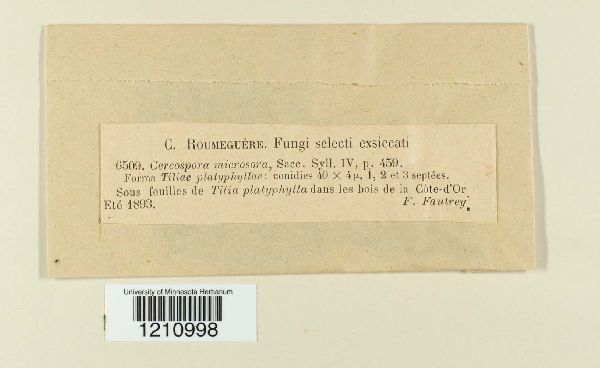 C. ROUMEGUÈRE. Fungi selecti exsiccati
6509. Cercospora microsora, Sacc. Syll. IV, p. 459.
Forma Tiliae platyphyllae: conidies 40 × 4 µ, 1, 2 et 3 septées.
Sous feuilles de Tilia platyphylla dans les bois de la Côte-d'Or
Eté 1893. F. Fautrey.
University of Minnesota Herbarium
1210998